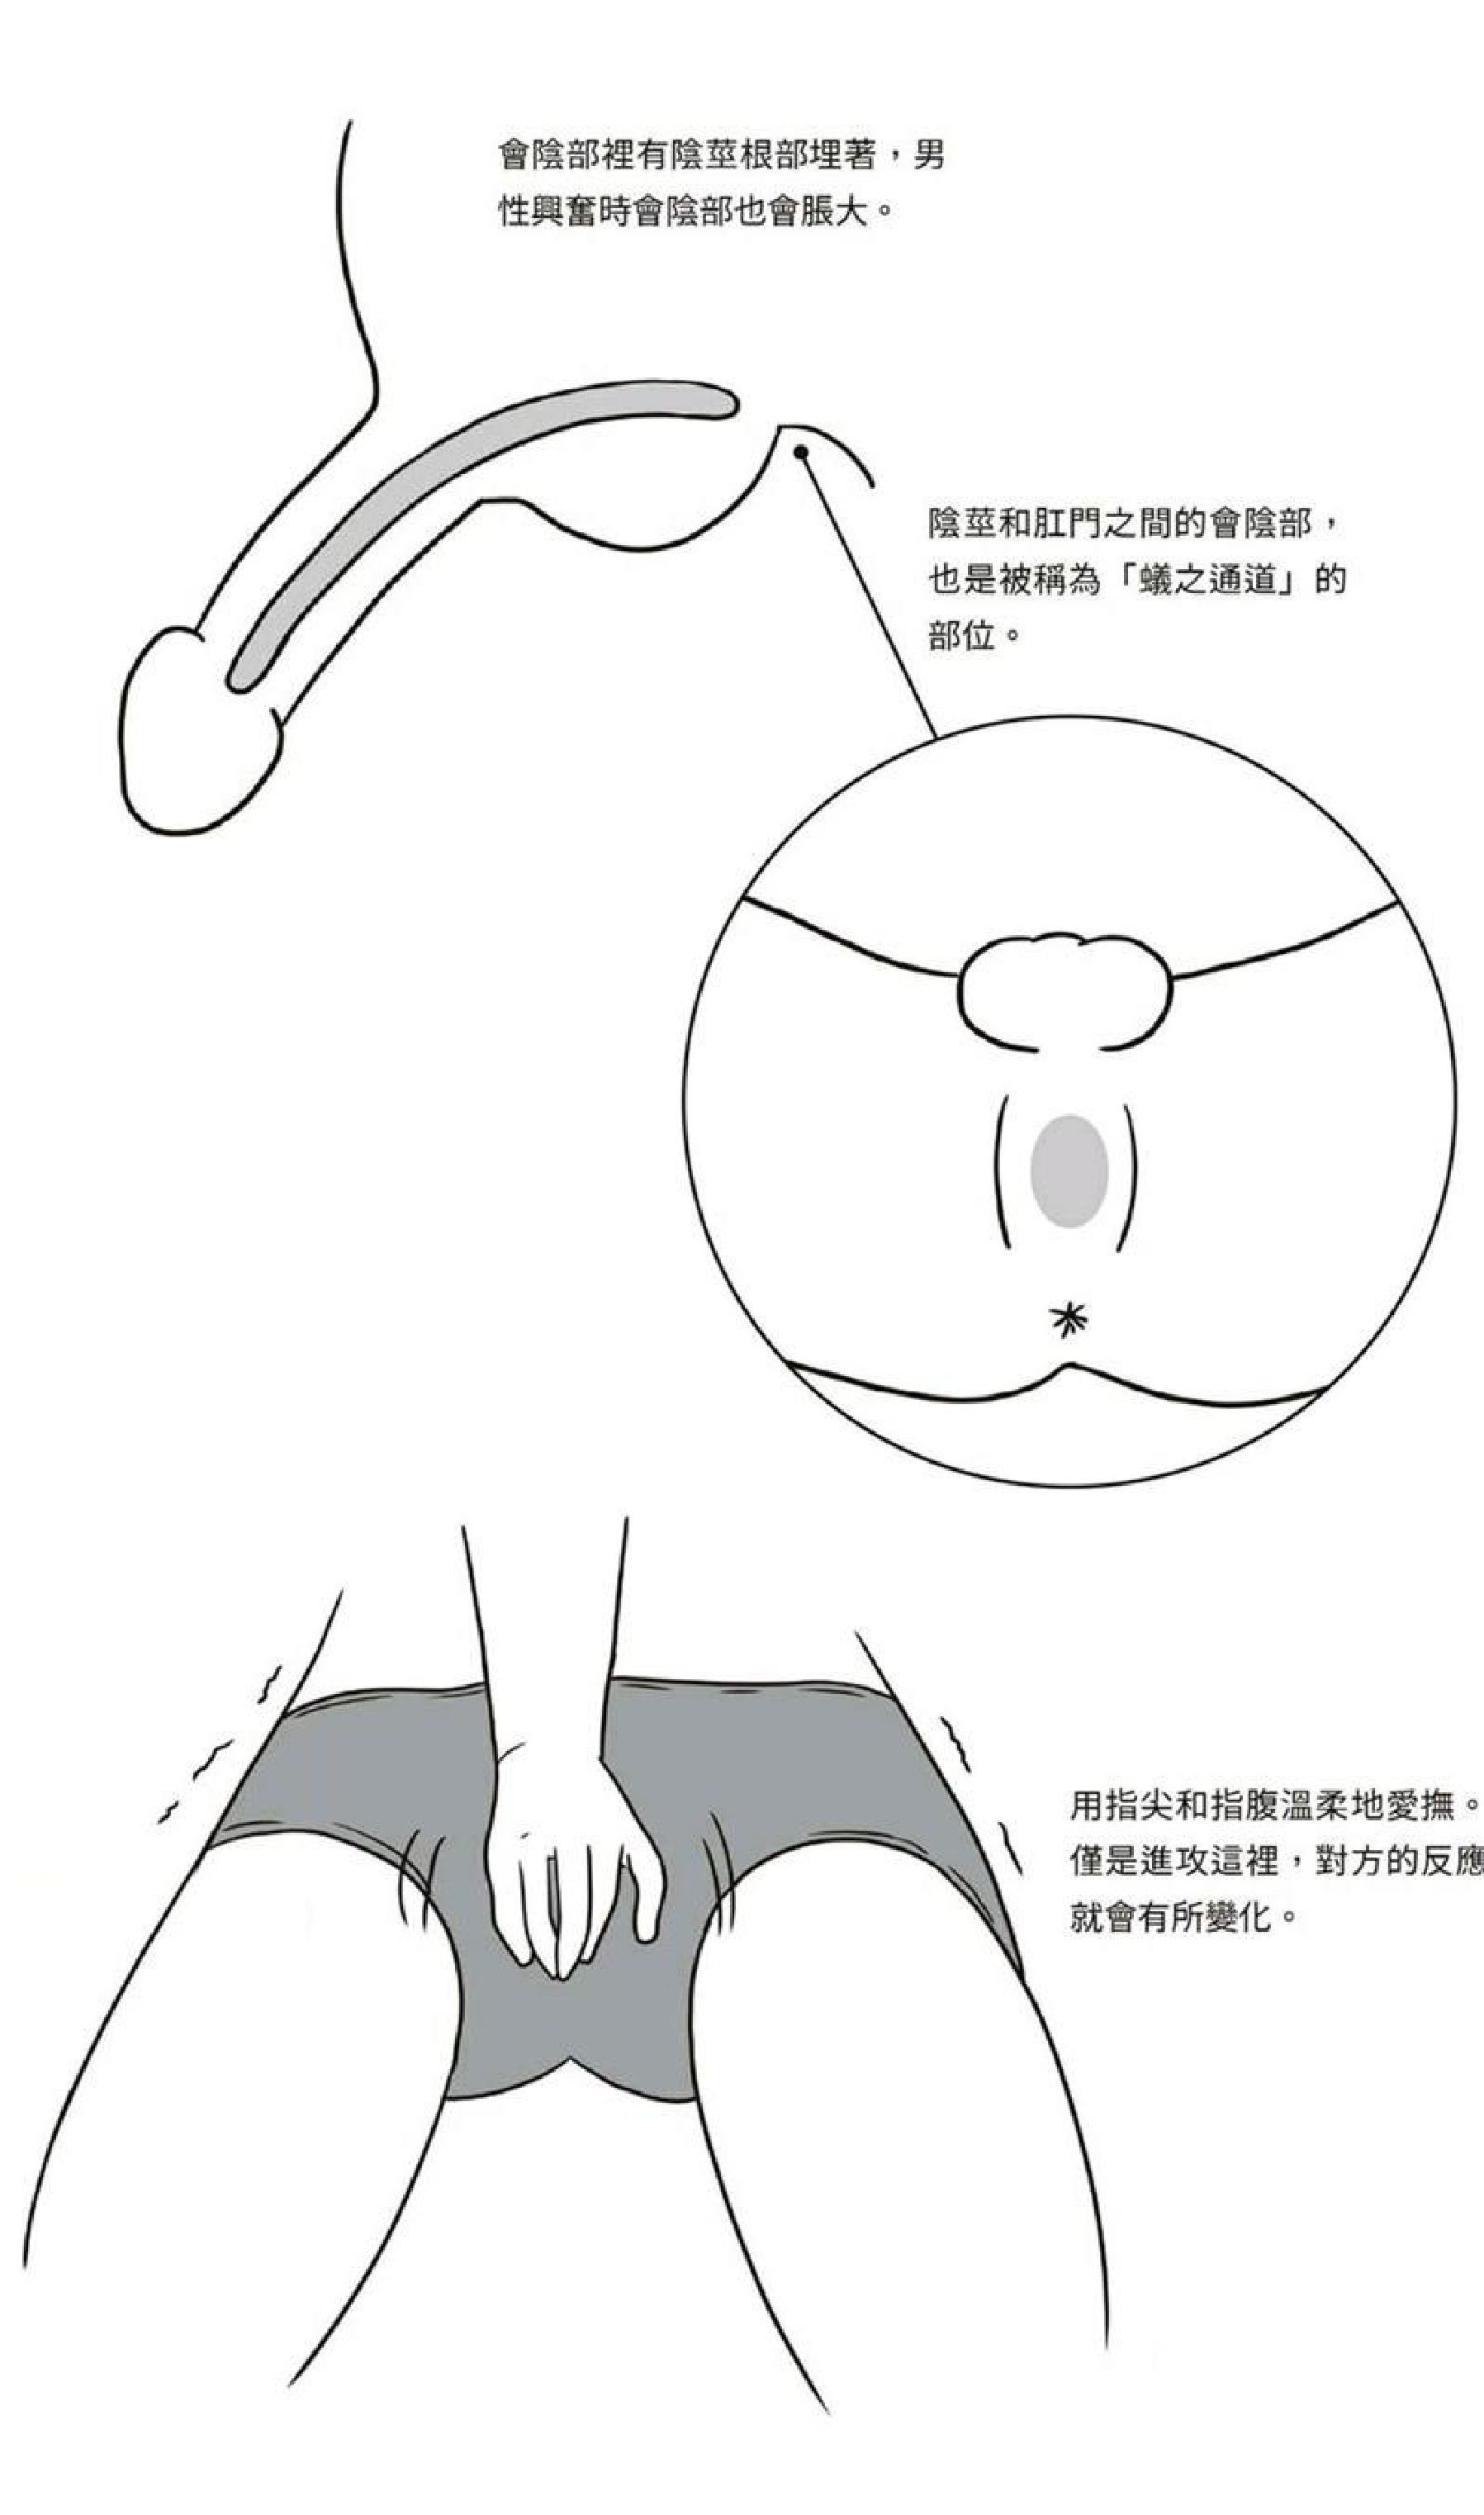 會陰部裡有陰莖根部埋著，男
性興奮時會陰部也會脹大。
陰莖和肛門之間的會陰部，
也是被稱為「蟻之通道」的
部位。
用指尖和指腹溫柔地愛撫。
僅是進攻這裡，對方的反應
就會有所變化。